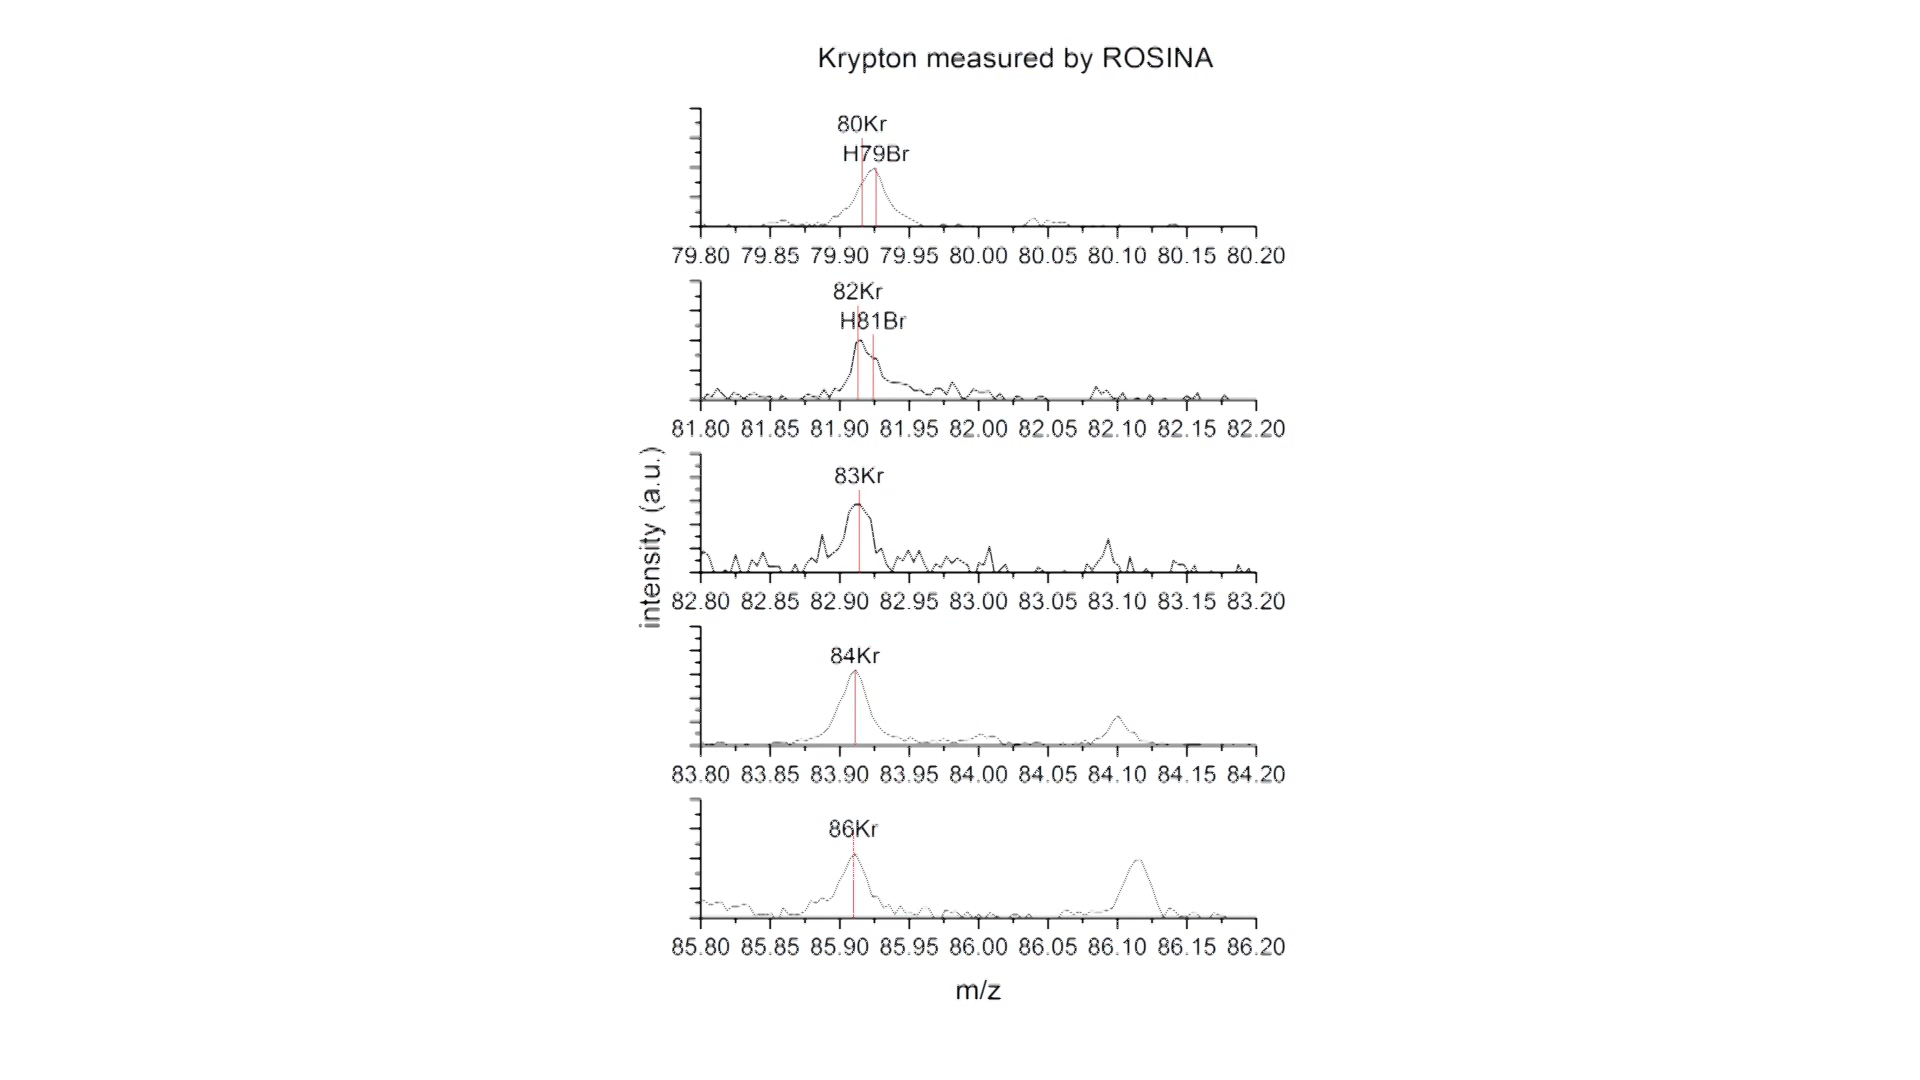 Krypton measured by ROSINA
80Kr
H79Br
79.80 79.85 79.90 79.95 80.00 80.05 80.10 80.15 80.20
82Kr
H81Br
81.80 81.85 81.90 81.95 82.00 82.05 82.10 82.15 82.20
83Kr
intensity (a.u.)
82.80 82.85 82.90 82.95 83.00 83.05 83.10 83.15 83.20
84Kr
83.80 83.85 83.90 83.95 84.00 84.05 84.10 84.15 84.20
86Kr
85.80 85.85 85.90 85.95 86.00 86.05 86.10 86.15 86.20
m/z